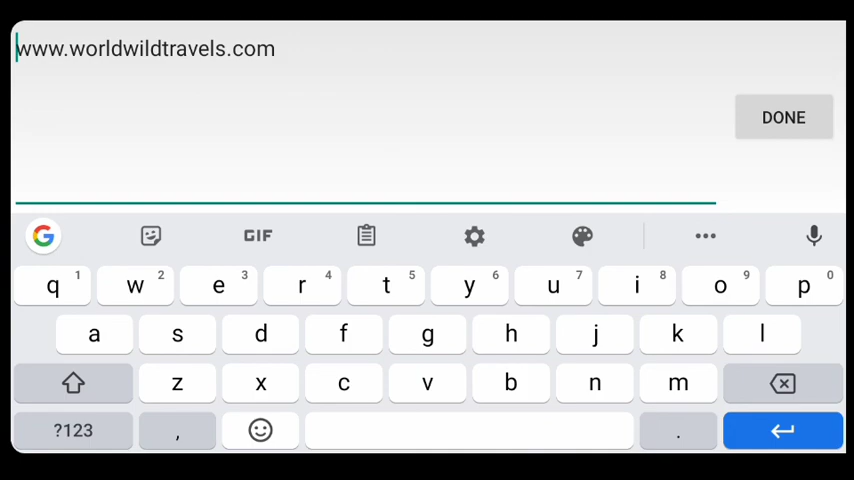 www.worldwildtravels.com
DONE
GIF
q 1 w 2 e 3 r 4 t 5 y 6 u 7 i 8 o 9 p 0
a s d f g h j k l
z x c v b n m
?123 , .